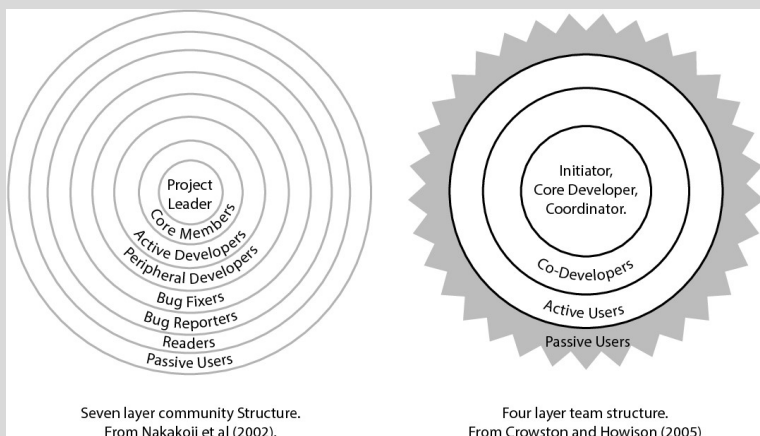 Project
Leader
Core Members
Active Developers
Peripheral Developers
Bug Fixers
Bug Reporters
Readers
Passive Users
Seven layer community Structure.
From Nakakoji et al (2002).
Initiator,
Core Developer,
Coordinator.
Co-Developers
Active Users
Passive Users
Four layer team structure.
From Crowston and Howison (2005)